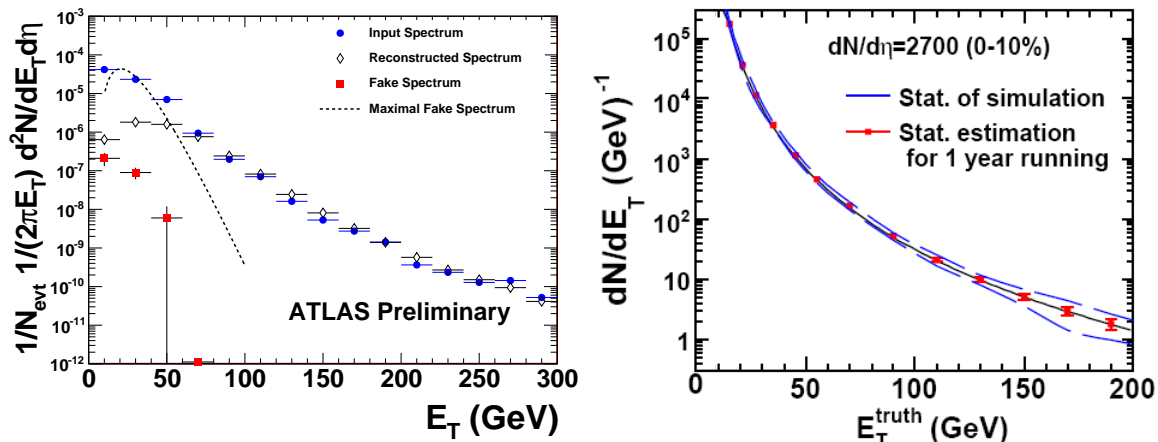 1/N_evt 1/(2πE_T) d²N/dE_T dη
10⁻³
10⁻⁴
10⁻⁵
10⁻⁶
10⁻⁷
10⁻⁸
10⁻⁹
10⁻¹⁰
10⁻¹¹
10⁻¹²
Input Spectrum
Reconstructed Spectrum
Fake Spectrum
Maximal Fake Spectrum
ATLAS Preliminary
0 50 100 150 200 250 300
E_T (GeV)
dN/dE_T (GeV)⁻¹
10⁵
10⁴
10³
10²
10
1
dN/dη=2700 (0-10%)
Stat. of simulation
Stat. estimation
for 1 year running
0 50 100 150 200
E_T^truth (GeV)